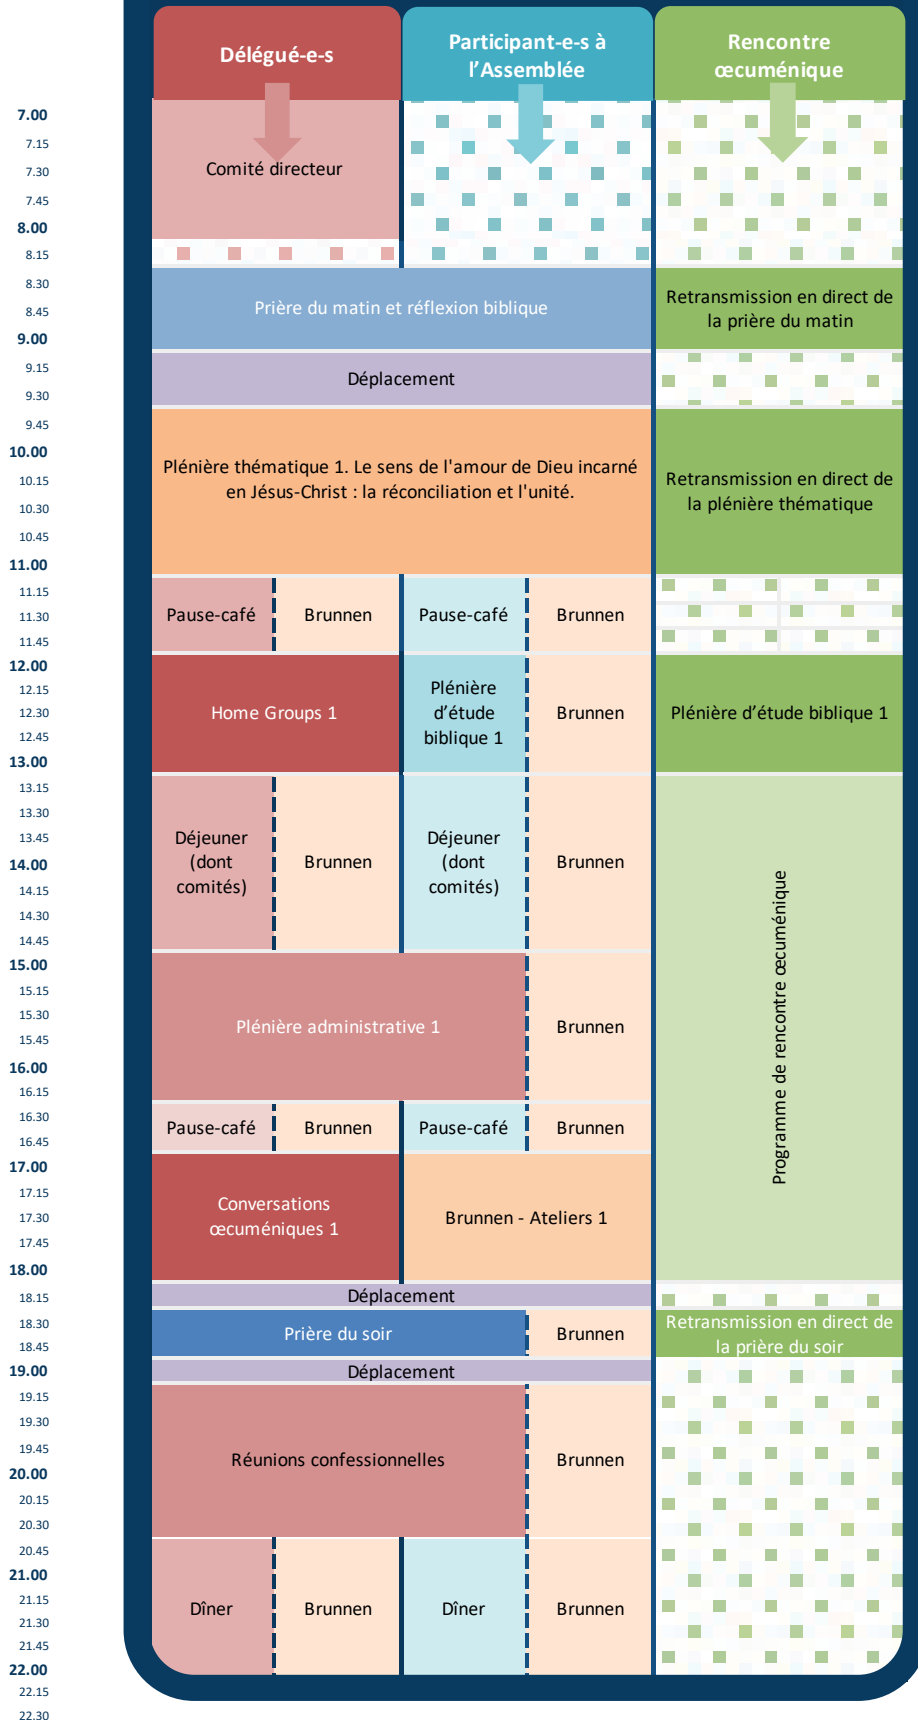 Délégué-e-s
Participant-e-s à
l'Assemblée
Rencontre
œcuménique
7.00
7.15
7.30
7.45
8.00
8.15
Comité directeur
8.30
8.45
9.00
Prière du matin et réflexion biblique
Retransmission en direct de
la prière du matin
9.15
9.30
Déplacement
9.45
10.00
10.15
10.30
10.45
11.00
Plénière thématique 1. Le sens de l'amour de Dieu incarné
en Jésus-Christ : la réconciliation et l'unité.
Retransmission en direct de
la plénière thématique
11.15
11.30
11.45
Pause-café
Brunnen
Pause-café
Brunnen
12.00
12.15
12.30
12.45
13.00
Home Groups 1
Plénière
d’étude
biblique 1
Brunnen
Plénière d’étude biblique 1
13.15
13.30
13.45
14.00
14.15
14.30
14.45
Déjeuner
(dont
comités)
Brunnen
Déjeuner
(dont
comités)
Brunnen
Programme de rencontre œcuménique
15.00
15.15
15.30
15.45
16.00
16.15
Plénière administrative 1
Brunnen
16.30
16.45
Pause-café
Brunnen
Pause-café
Brunnen
17.00
17.15
17.30
17.45
18.00
Conversations
œcuméniques 1
Brunnen - Ateliers 1
18.15
Déplacement
18.30
18.45
Prière du soir
Brunnen
Retransmission en direct de
la prière du soir
19.00
Déplacement
19.15
19.30
19.45
20.00
20.15
20.30
Réunions confessionnelles
Brunnen
20.45
21.00
21.15
21.30
21.45
22.00
22.15
22.30
Dîner
Brunnen
Dîner
Brunnen